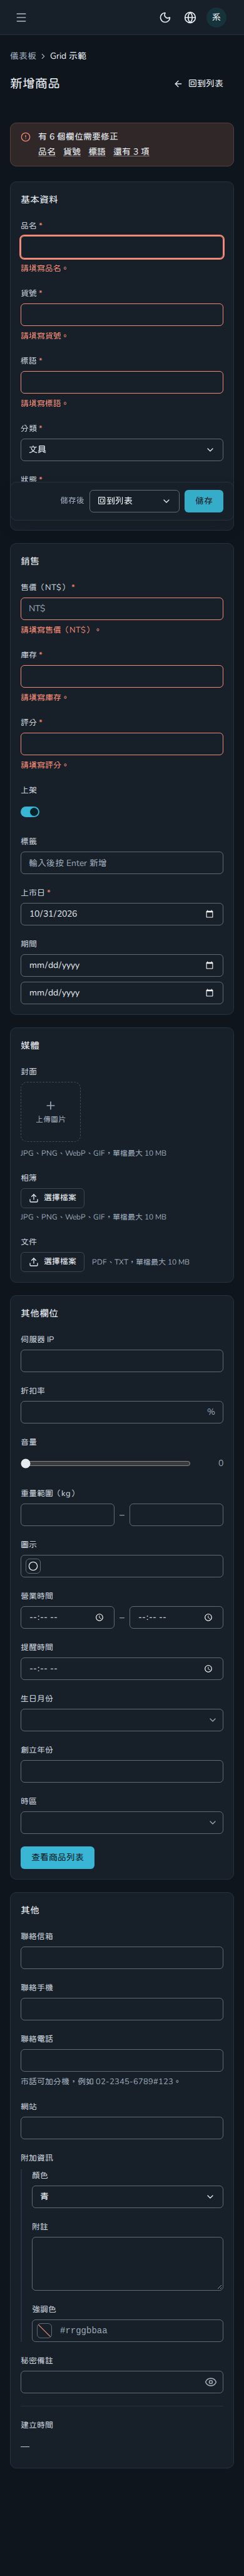 系
儀表板 > Grid 示範
新增商品
回到列表
有 6 個欄位需要修正
品名 貨號 標語 還有 3 項
基本資料
品名 *
請填寫品名。
貨號 *
請填寫貨號。
標語 *
請填寫標語。
分類 *
文具
狀態 *
儲存後 回到列表 儲存
銷售
售價（NT$） *
NT$
請填寫售價（NT$）。
庫存 *
請填寫庫存。
評分 *
請填寫評分。
上架
標籤
輸入後按 Enter 新增
上市日 *
10/31/2026
期間
mm/dd/yyyy
mm/dd/yyyy
媒體
封面
上傳圖片
JPG、PNG、WebP、GIF，單檔最大 10 MB
相簿
選擇檔案
JPG、PNG、WebP、GIF，單檔最大 10 MB
文件
選擇檔案 PDF、TXT，單檔最大 10 MB
其他欄位
伺服器 IP
折扣率
%
音量
0
重量範圍（kg）
–
圖示
營業時間
--:-- -- – --:-- --
提醒時間
--:-- --
生日月份
創立年份
時區
查看商品列表
其他
聯絡信箱
聯絡手機
聯絡電話
市話可加分機，例如 02-2345-6789#123。
網站
附加資訊
顏色
青
附註
強調色
#rrggbbaa
秘密備註
建立時間
—